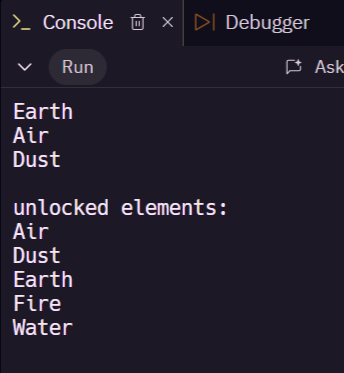 Console
Debugger
Run
Ask
Earth
Air
Dust
unlocked elements:
Air
Dust
Earth
Fire
Water